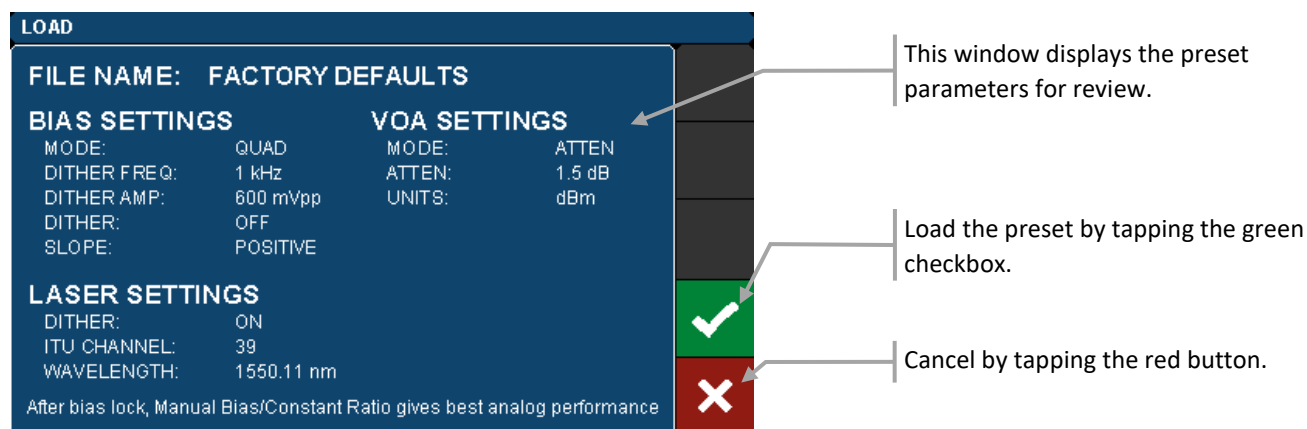 LOAD
FILE NAME: FACTORY DEFAULTS
BIAS SETTINGS
MODE: QUAD
DITHER FREQ: 1 kHz
DITHER AMP: 600 mVpp
DITHER: OFF
SLOPE: POSITIVE
VOA SETTINGS
MODE: ATTEN
ATTEN: 1.5 dB
UNITS: dBm
LASER SETTINGS
DITHER: ON
ITU CHANNEL: 39
WAVELENGTH: 1550.11 nm
After bias lock, Manual Bias/Constant Ratio gives best analog performance
This window displays the preset
parameters for review.
Load the preset by tapping the green
checkbox.
Cancel by tapping the red button.